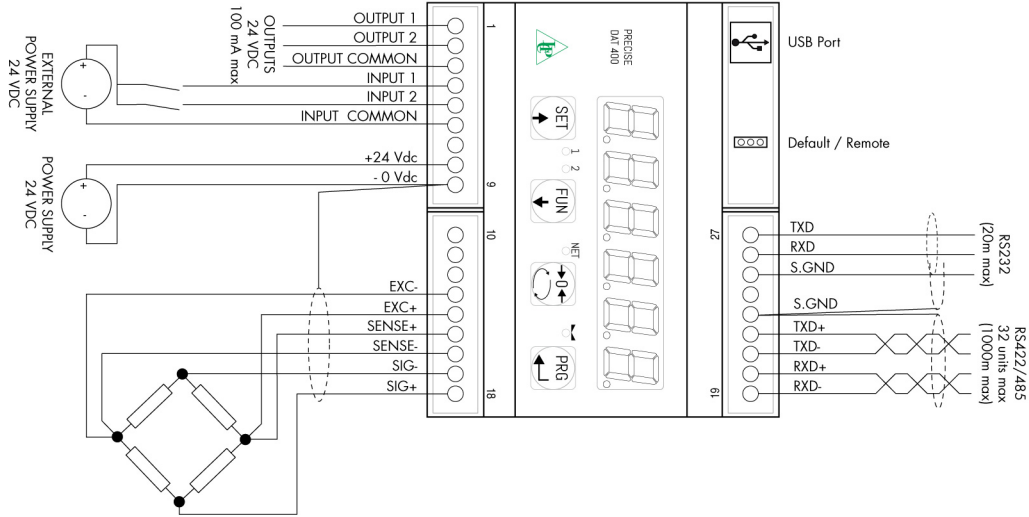 OUTPUT 1
OUTPUT 2
OUTPUT COMMON
INPUT 1
INPUT 2
INPUT COMMON
+24 Vdc
- 0 Vdc
OUTPUTS
24 VDC
100 mA max
EXTERNAL
POWER SUPPLY
24 VDC
+
-
POWER SUPPLY
24 VDC
+
-
EXC-
EXC+
SENSE+
SENSE-
SIG-
SIG+
1
9
10
18
PRECISE
DAT 400
SET
1
2
FUN
NET
0
PRG
27
19
USB Port
Default / Remote
TXD
RXD
S.GND
S.GND
TXD+
TXD-
RXD+
RXD-
RS232
(20m max)
RS422/485
32 units max
(1000m max)